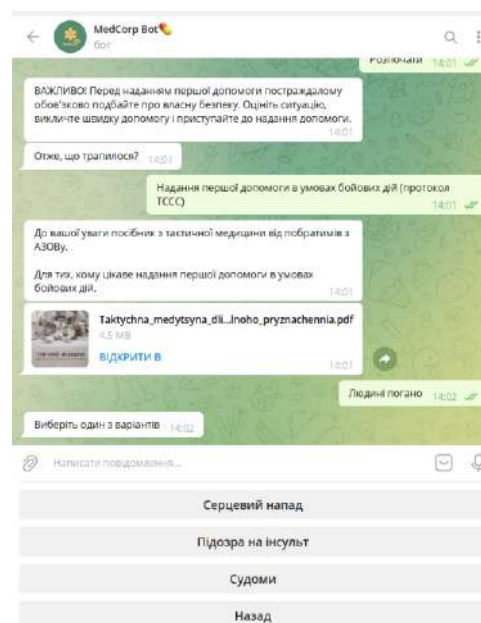 MedCorp Bot
бот
Розпочати 14:01
ВАЖЛИВО! Перед наданням першої допомоги постраждалому
обов'язково подбайте про власну безпеку. Оцініть ситуацію,
викличте швидку допомогу і приступайте до надання допомоги.
14:01
Отже, що трапилося? 14:01
Надання першої допомоги в умовах бойових дій (протокол
ТССС)
14:01
До вашої уваги посібник з тактичної медицини від побратимів з
АЗОВу.
Для тих, кому цікаве надання першої допомоги в умовах
бойових дій.
14:01
Taktychna_medytsyna_dli...lnoho_pryznachennia.pdf
4.5 MB
ВІДКРИТИ В
14:01
Людині погано 14:02
Виберіть один з варіантів 14:02
Написати повідомлення...
Серцевий напад
Підозра на інсульт
Судоми
Назад